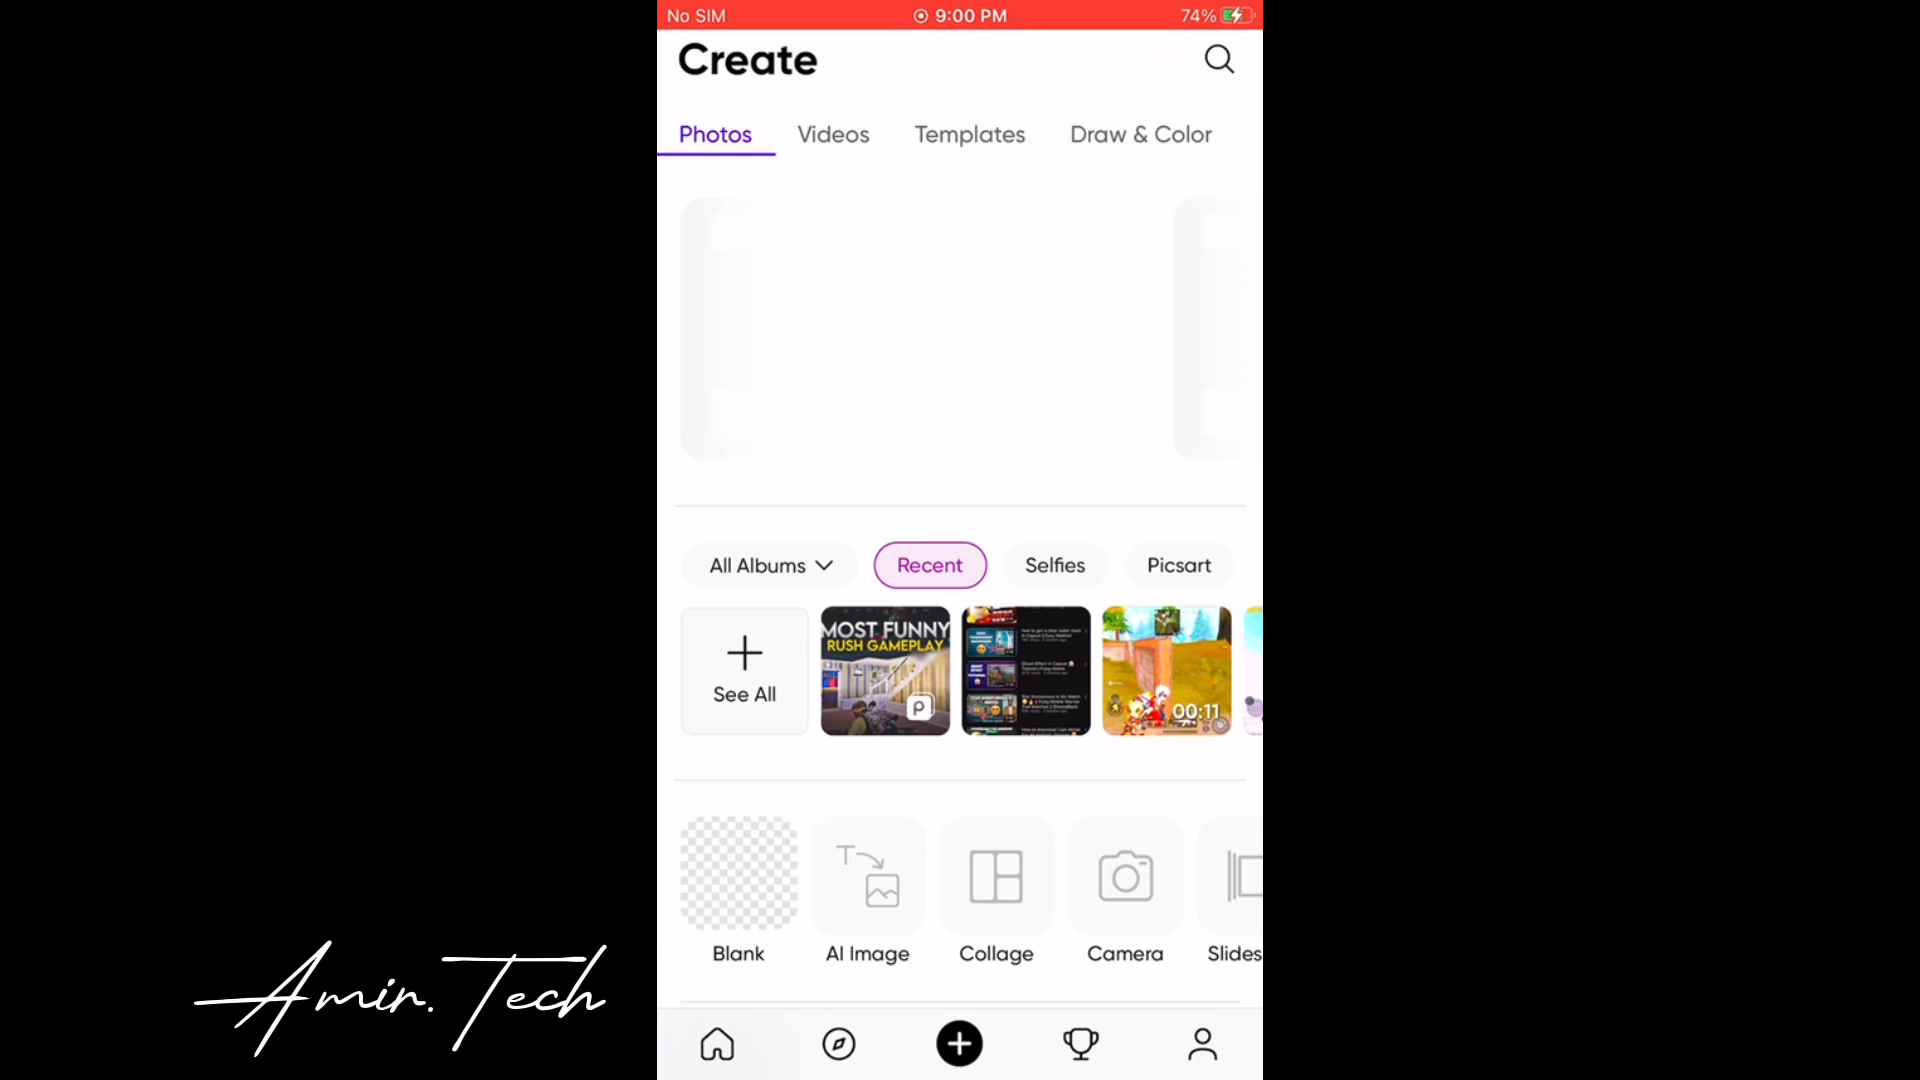 No SIM
9:00 PM
74%
Create
Photos Videos Templates Draw & Color
All Albums Recent Selfies Picsart
See All
MOST FUNNY
RUSH GAMEPLAY
00:11
Blank AI Image Collage Camera Slides
Amin.Tech